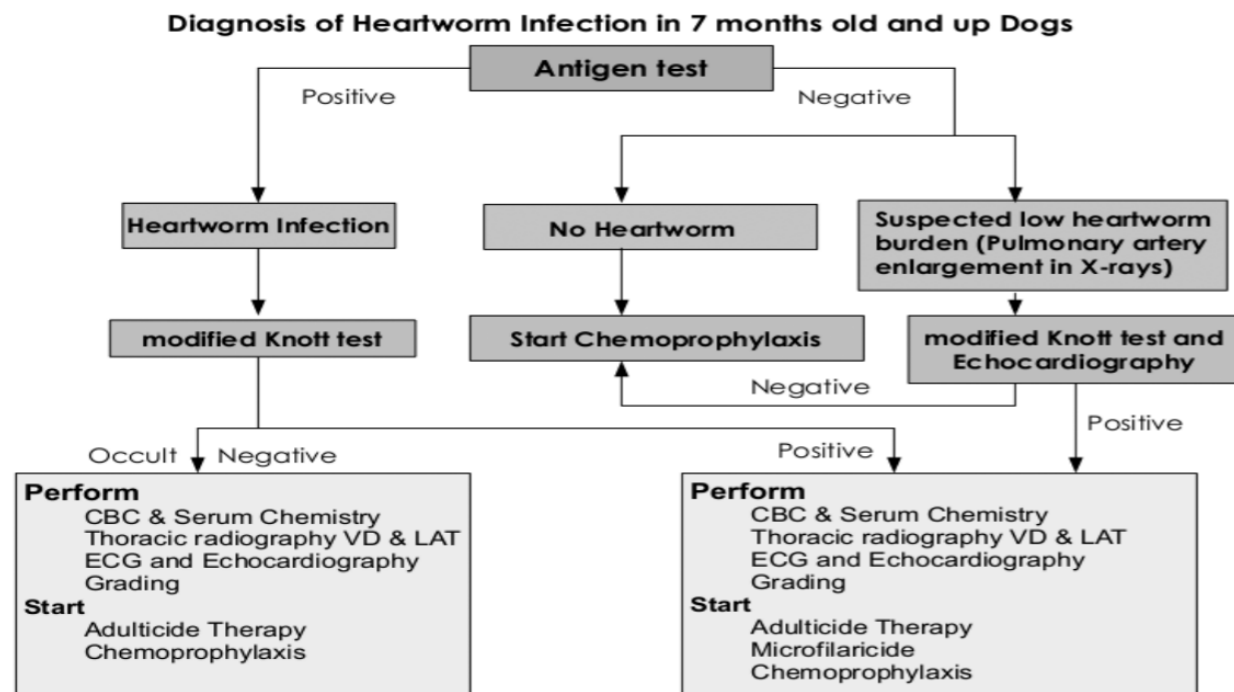 Diagnosis of Heartworm Infection in 7 months old and up Dogs
Antigen test
Positive
Negative
Heartworm Infection
No Heartworm
Suspected low heartworm
burden (Pulmonary artery
enlargement in X-rays)
modified Knott test
Start Chemoprophylaxis
modified Knott test and
Echocardiography
Negative
Positive
Occult
Negative
Positive
Perform
CBC & Serum Chemistry
Thoracic radiography VD & LAT
ECG and Echocardiography
Grading
Start
Adulticide Therapy
Chemoprophylaxis
Perform
CBC & Serum Chemistry
Thoracic radiography VD & LAT
ECG and Echocardiography
Grading
Start
Adulticide Therapy
Microfilaricide
Chemoprophylaxis